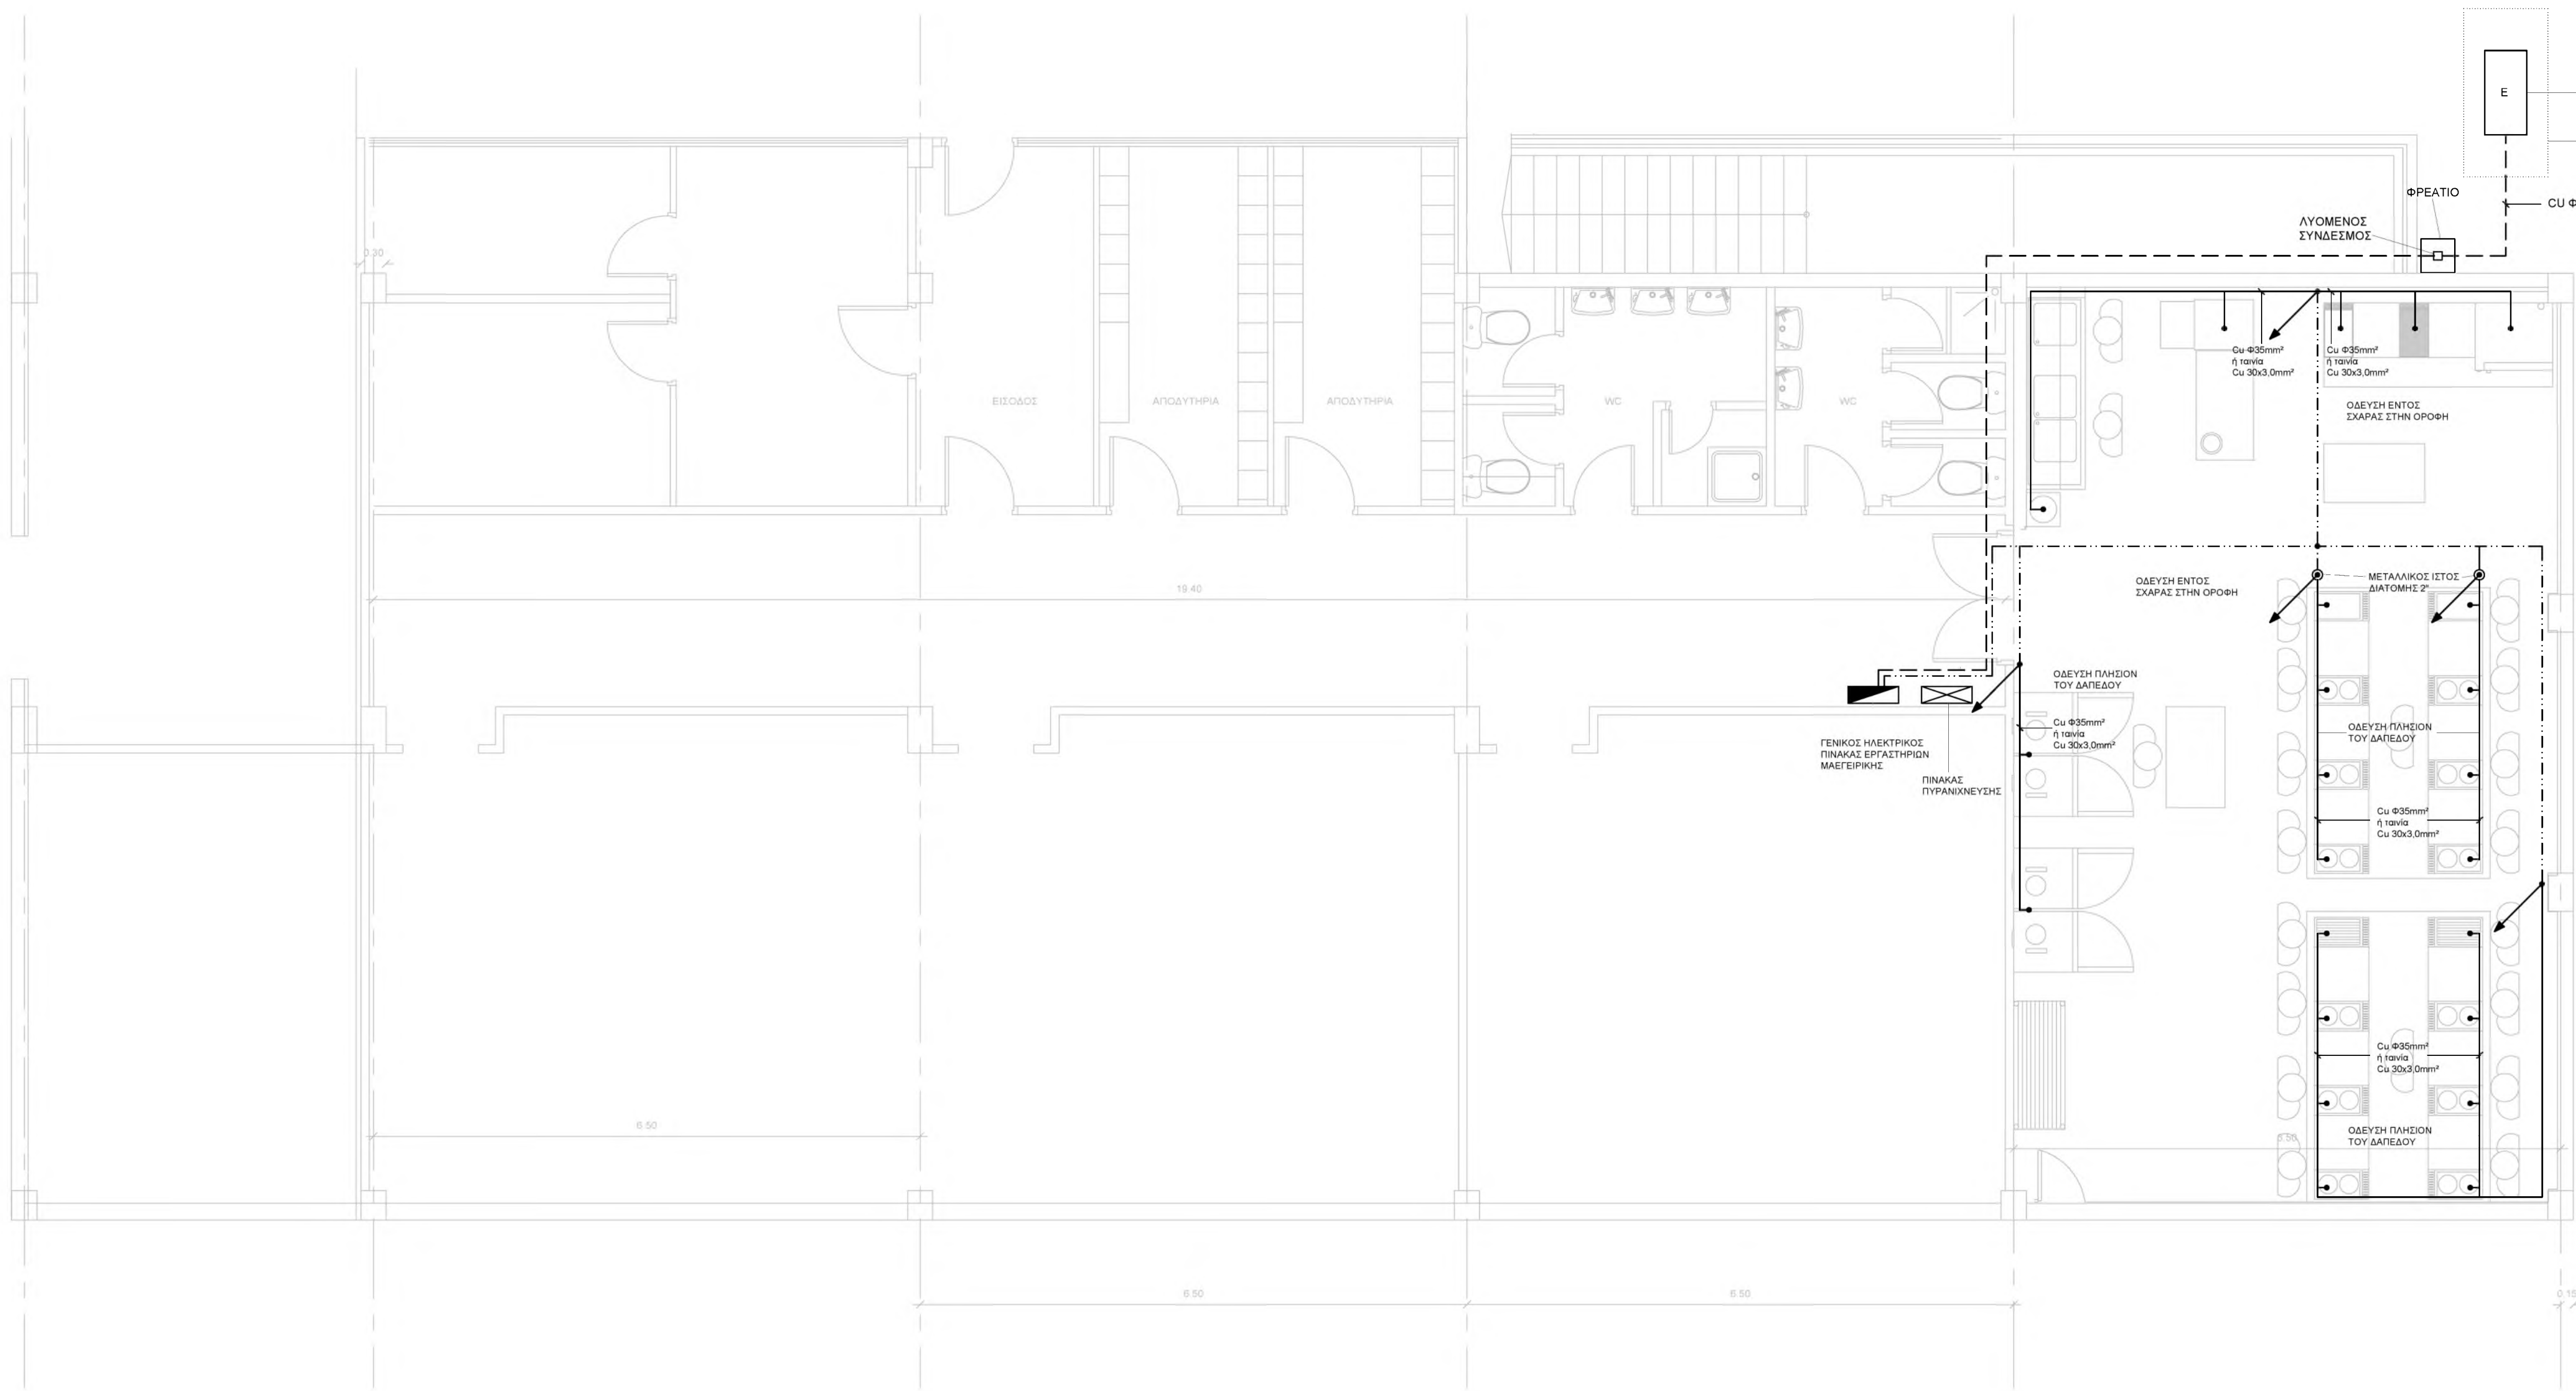 E
ΦΡΕΑΤΙΟ
CU Φ
ΛΥΟΜΕΝΟΣ
ΣΥΝΔΕΣΜΟΣ
0.30
Cu Φ35mm²
ή ταινία
Cu 30x3,0mm²
Cu Φ35mm²
ή ταινία
Cu 30x3,0mm²
ΕΙΣΟΔΟΣ
ΑΠΟΔΥΤΗΡΙΑ
ΑΠΟΔΥΤΗΡΙΑ
WC
WC
ΟΔΕΥΣΗ ΕΝΤΟΣ
ΣΧΑΡΑΣ ΣΤΗΝ ΟΡΟΦΗ
19.40
ΟΔΕΥΣΗ ΕΝΤΟΣ
ΣΧΑΡΑΣ ΣΤΗΝ ΟΡΟΦΗ
ΜΕΤΑΛΛΙΚΟΣ ΙΣΤΟΣ
ΔΙΑΤΟΜΗΣ 2"
ΟΔΕΥΣΗ ΠΛΗΣΙΟΝ
ΤΟΥ ΔΑΠΕΔΟΥ
Cu Φ35mm²
ή ταινία
Cu 30x3,0mm²
ΟΔΕΥΣΗ ΠΛΗΣΙΟΝ
ΤΟΥ ΔΑΠΕΔΟΥ
ΓΕΝΙΚΟΣ ΗΛΕΚΤΡΙΚΟΣ
ΠΙΝΑΚΑΣ ΕΡΓΑΣΤΗΡΙΩΝ
ΜΑΕΓΕΙΡΙΚΗΣ
ΠΙΝΑΚΑΣ
ΠΥΡΑΝΙΧΝΕΥΣΗΣ
Cu Φ35mm²
ή ταινία
Cu 30x3,0mm²
Cu Φ35mm²
ή ταινία
Cu 30x3,0mm²
6.50
ΟΔΕΥΣΗ ΠΛΗΣΙΟΝ
ΤΟΥ ΔΑΠΕΔΟΥ
6.50
6.50
0.15